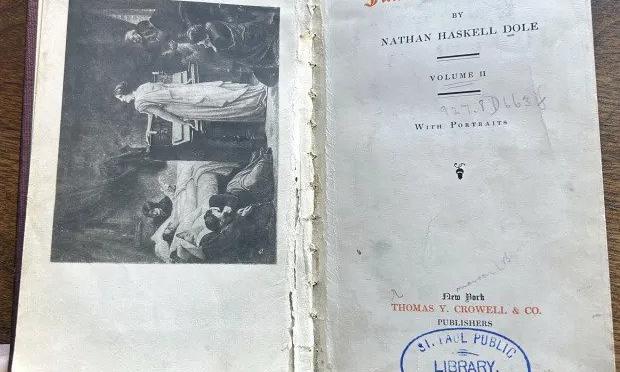 BY
NATHAN HASKELL DOLE
VOLUME II
927.8 D663f
WITH PORTRAITS
New York
THOMAS Y. CROWELL & CO.
PUBLISHERS
ST. PAUL PUBLIC
LIBRARY.